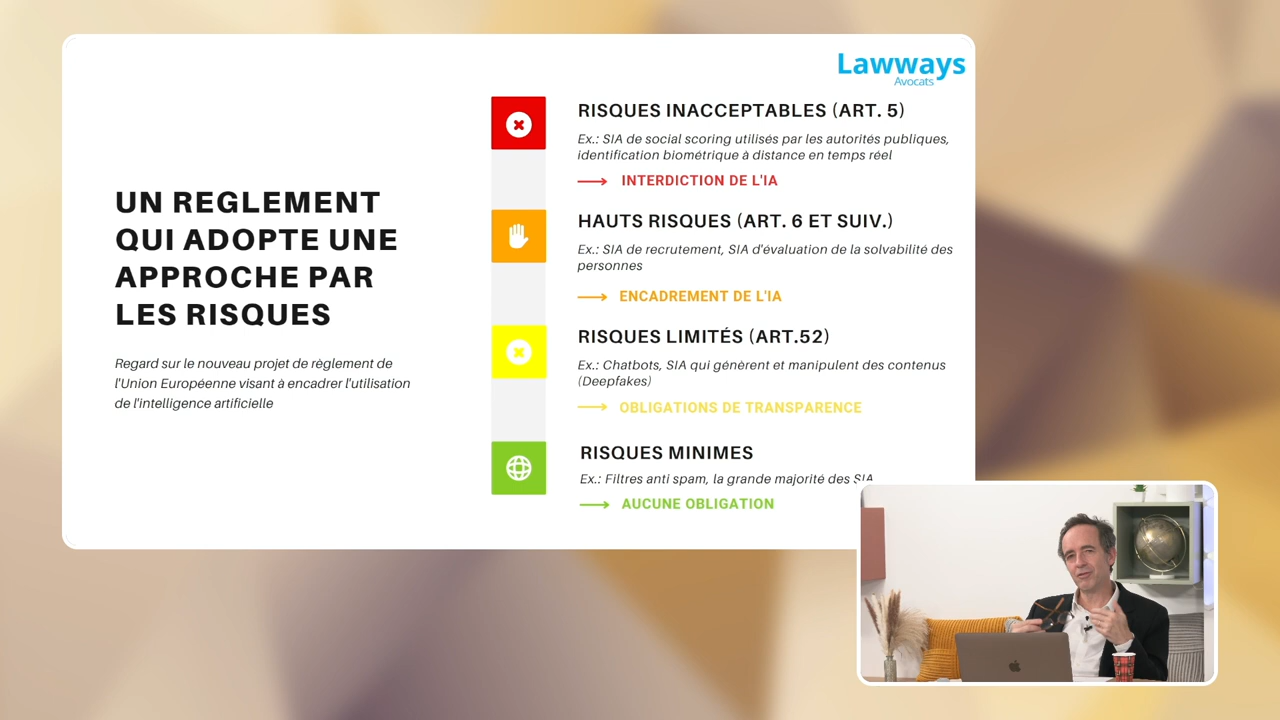 Lawways
Avocats
UN REGLEMENT
QUI ADOPTE UNE
APPROCHE PAR
LES RISQUES
Regard sur le nouveau projet de règlement de
l'Union Européenne visant à encadrer l'utilisation
de l'intelligence artificielle
RISQUES INACCEPTABLES (ART. 5)
Ex.: SIA de social scoring utilisés par les autorités publiques,
identification biométrique à distance en temps réel
INTERDICTION DE L'IA
HAUTS RISQUES (ART. 6 ET SUIV.)
Ex.: SIA de recrutement, SIA d'évaluation de la solvabilité des
personnes
ENCADREMENT DE L'IA
RISQUES LIMITÉS (ART.52)
Ex.: Chatbots, SIA qui génèrent et manipulent des contenus
(Deepfakes)
OBLIGATIONS DE TRANSPARENCE
RISQUES MINIMES
Ex.: Filtres anti spam, la grande majorité des SIA
AUCUNE OBLIGATION